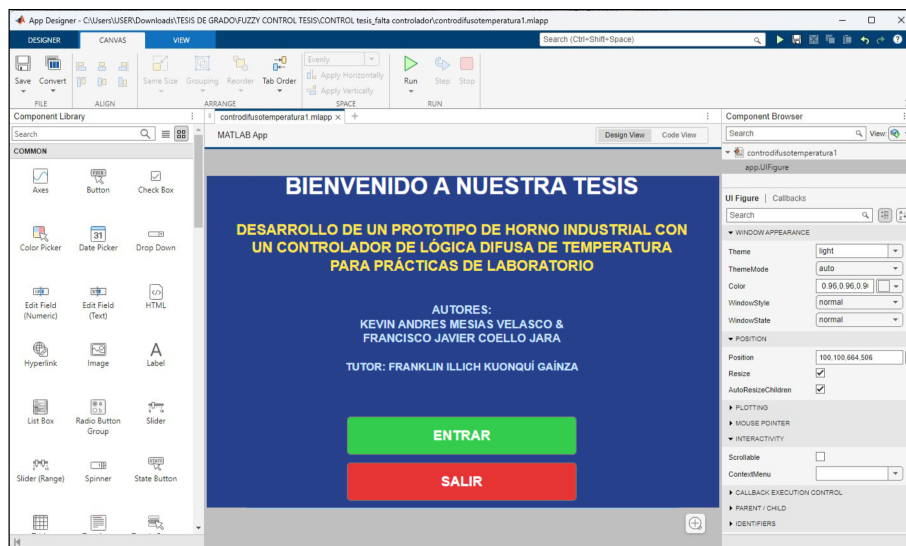 App Designer - C:\Users\USER\Downloads\TESIS DE GRADO\FUZZY CONTROL TESIS\CONTROL tesis_falta controlador\controdifusotemperatura1.mlapp
DESIGNER CANVAS VIEW Search (Ctrl+Shift+Space)
Save Convert Same Size Grouping Reorder Tab Order Evenly Apply Horizontally Apply Vertically Run Step Stop
FILE ALIGN ARRANGE SPACE RUN
Component Library
Search
COMMON
Axes Button Check Box
Color Picker Date Picker Drop Down
Edit Field (Numeric) Edit Field (Text) HTML
Hyperlink Image Label
List Box Radio Button Group Slider
Slider (Range) Spinner State Button
controdifusotemperatura1.mlapp
MATLAB App Design View Code View
BIENVENIDO A NUESTRA TESIS
DESARROLLO DE UN PROTOTIPO DE HORNO INDUSTRIAL CON
UN CONTROLADOR DE LÓGICA DIFUSA DE TEMPERATURA
PARA PRÁCTICAS DE LABORATORIO
AUTORES:
KEVIN ANDRES MESIAS VELASCO &
FRANCISCO JAVIER COELLO JARA
TUTOR: FRANKLIN ILLICH KUONQUÍ GAÍNZA
ENTRAR
SALIR
Component Browser
Search View:
controdifusotemperatura1
app.UIFigure
UI Figure | Callbacks
Search
WINDOW APPEARANCE
Theme light
ThemeMode auto
Color 0.96,0.96,0.9
WindowStyle normal
WindowState normal
POSITION
Position 100,100,664,506
Resize
AutoResizeChildren
PLOTTING
MOUSE POINTER
INTERACTIVITY
Scrollable
ContextMenu
CALLBACK EXECUTION CONTROL
PARENT / CHILD
IDENTIFIERS